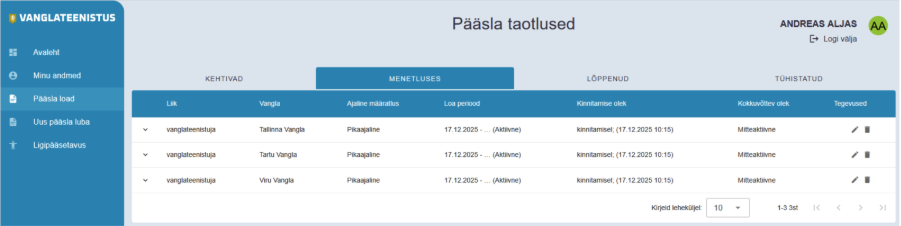 VANGLATEENISTUS
Avaleht
Minu andmed
Pääsla load
Uus pääsla luba
Ligipääsetavus
Pääsla taotlused
ANDREAS ALJAS
AA
Logi välja
KEHTIVAD MENETLUSES LÕPPENUD TÜHISTATUD
Liik Vangla Ajaline määratlus Loa periood Kinnitamise olek Kokkuvõttev olek Tegevused
vanglateenistuja Tallinna Vangla Pikaajaline 17.12.2025 - ... (Aktiivne) kinnitamisel; (17.12.2025 10:15) Mitteaktiivne
vanglateenistuja Tartu Vangla Pikaajaline 17.12.2025 - ... (Aktiivne) kinnitamisel; (17.12.2025 10:15) Mitteaktiivne
vanglateenistuja Viru Vangla Pikaajaline 17.12.2025 - ... (Aktiivne) kinnitamisel; (17.12.2025 10:15) Mitteaktiivne
Kirjeid leheküljel: 10 1-3 3st